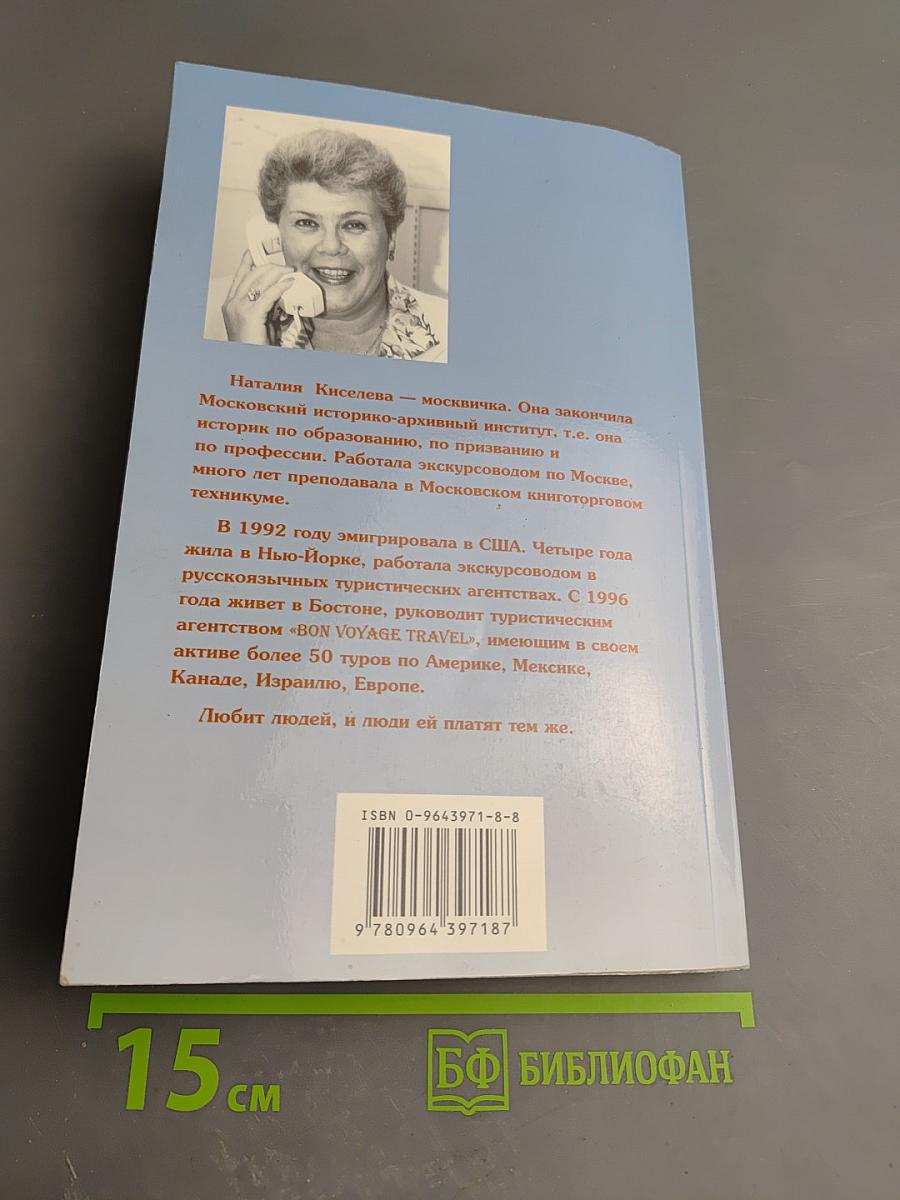 Наталия Киселева — москвичка. Она закончила
Московский историко-архивный институт, т.е. она
историк по образованию, по призванию и
по профессии. Работала экскурсоводом по Москве,
много лет преподавала в Московском книготорговом
техникуме.
В 1992 году эмигрировала в США. Четыре года
жила в Нью-Йорке, работала экскурсоводом в
русскоязычных туристических агентствах. С 1996
года живет в Бостоне, руководит туристическим
агентством «BON VOYAGE TRAVEL», имеющим в своем
активе более 50 туров по Америке, Мексике,
Канаде, Израилю, Европе.
Любит людей, и люди ей платят тем же.
ISBN 0-9643971-8-8
9 780964 397187
15 см
БФ БИБЛИОФАН